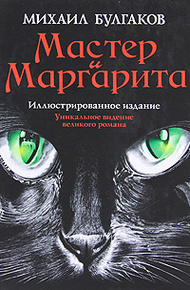 МИХАИЛ БУЛГАКОВ
Мастер
и
Маргарита
Иллюстрированное издание
Уникальное видение
великого романа